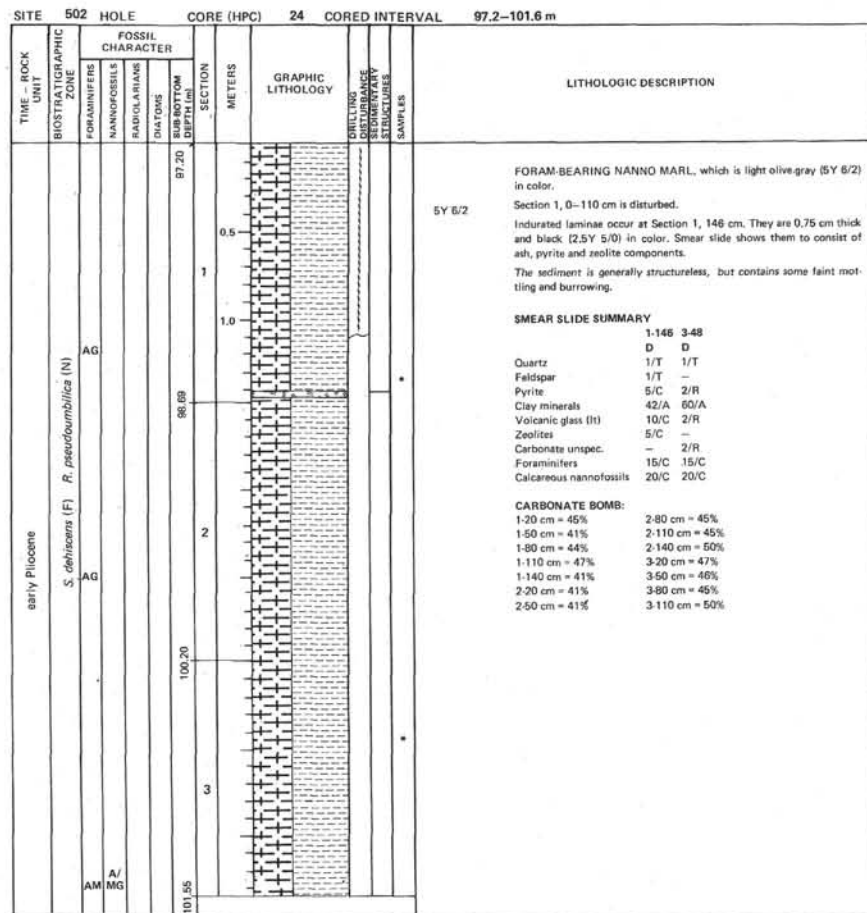 SITE 502 HOLE CORE (HPC) 24 CORED INTERVAL 97.2–101.6 m
TIME – ROCK UNIT
BIOSTRATIGRAPHIC ZONE
FOSSIL CHARACTER
FORAMINIFERS
NANNOFOSSILS
RADIOLARIANS
DIATOMS
SUB-BOTTOM DEPTH (m)
SECTION
METERS
GRAPHIC LITHOLOGY
DRILLING DISTURBANCE
SEDIMENTARY STRUCTURES
SAMPLES
LITHOLOGIC DESCRIPTION
early Pliocene
S. dehiscens (F) R. pseudoumbilica (N)
AG
AG
AM
A/
MG
97.20
98.69
100.20
101.55
1
2
3
0.5
1.0
5Y 6/2
FORAM-BEARING NANNO MARL, which is light olive gray (5Y 6/2)
in color.
Section 1, 0–110 cm is disturbed.
Indurated laminae occur at Section 1, 146 cm. They are 0.75 cm thick
and black (2.5Y 5/0) in color. Smear slide shows them to consist of
ash, pyrite and zeolite components.
The sediment is generally structureless, but contains some faint mot-
tling and burrowing.
SMEAR SLIDE SUMMARY
1-146 3-48
D D
Quartz 1/T 1/T
Feldspar 1/T –
Pyrite 5/C 2/R
Clay minerals 42/A 60/A
Volcanic glass (lt) 10/C 2/R
Zeolites 5/C –
Carbonate unspec. – 2/R
Foraminifers 15/C 15/C
Calcareous nannofossils 20/C 20/C
CARBONATE BOMB:
1-20 cm = 45% 2-80 cm = 45%
1-50 cm = 41% 2-110 cm = 45%
1-80 cm = 44% 2-140 cm = 50%
1-110 cm = 47% 3-20 cm = 47%
1-140 cm = 41% 3-50 cm = 46%
2-20 cm = 41% 3-80 cm = 45%
2-50 cm = 41% 3-110 cm = 50%